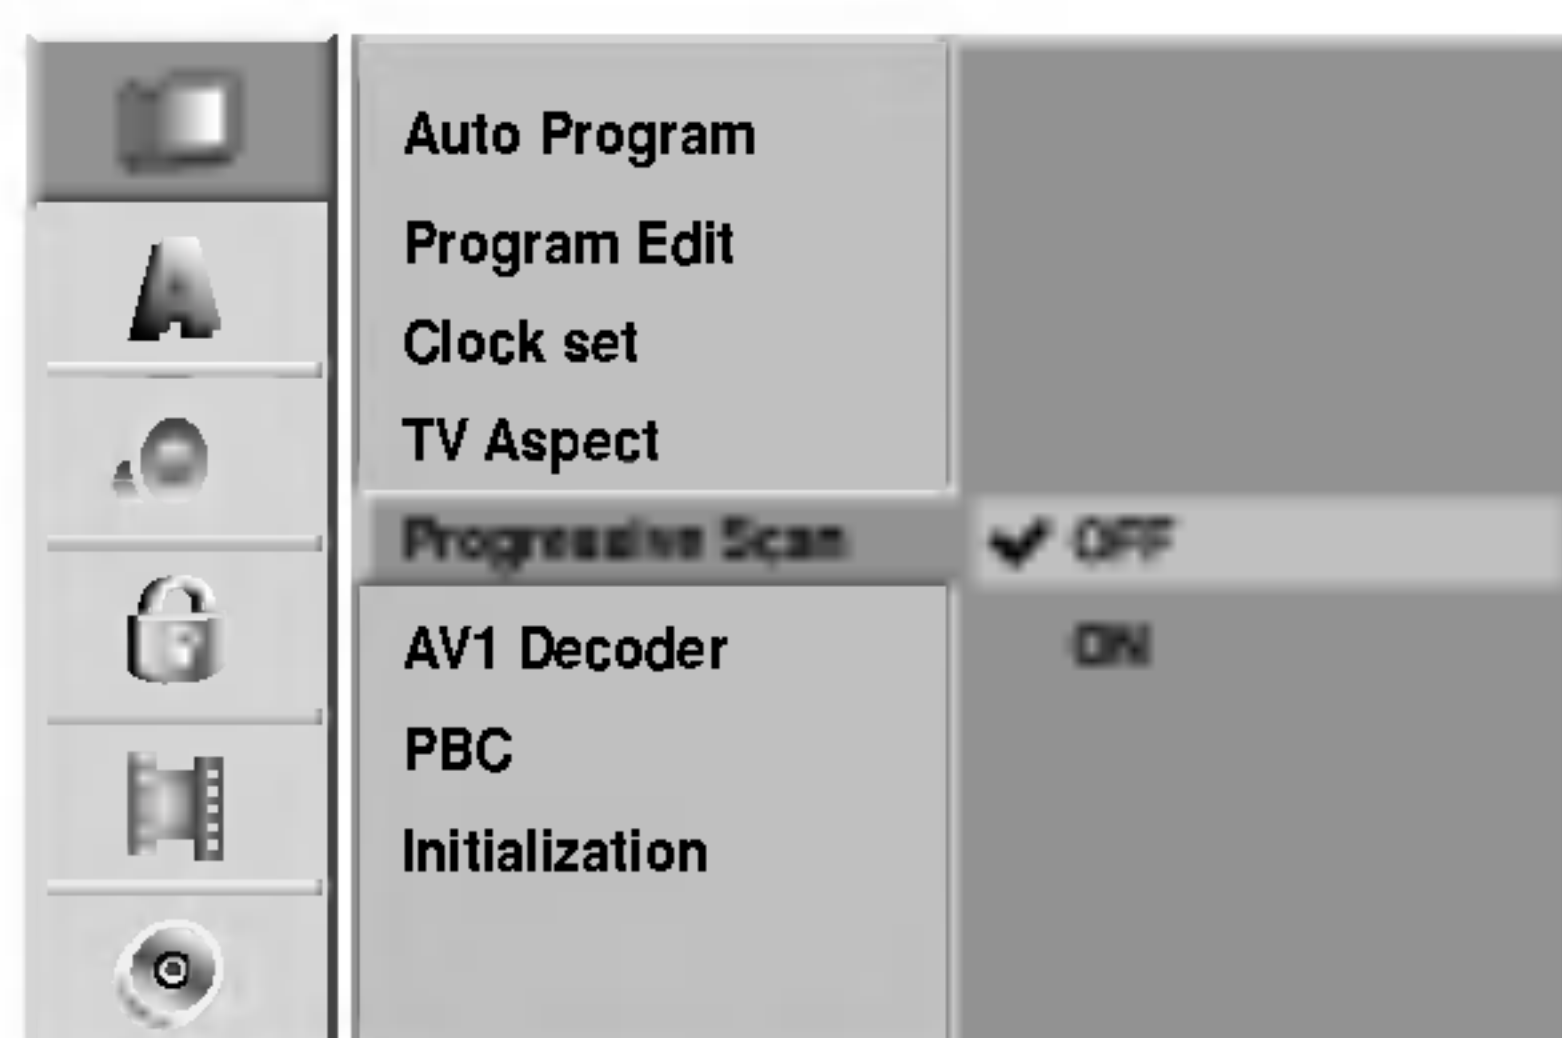 Auto Program
Program Edit
Clock set
TV Aspect
Progressive Scan
✔ OFF
ON
AV1 Decoder
PBC
Initialization
A